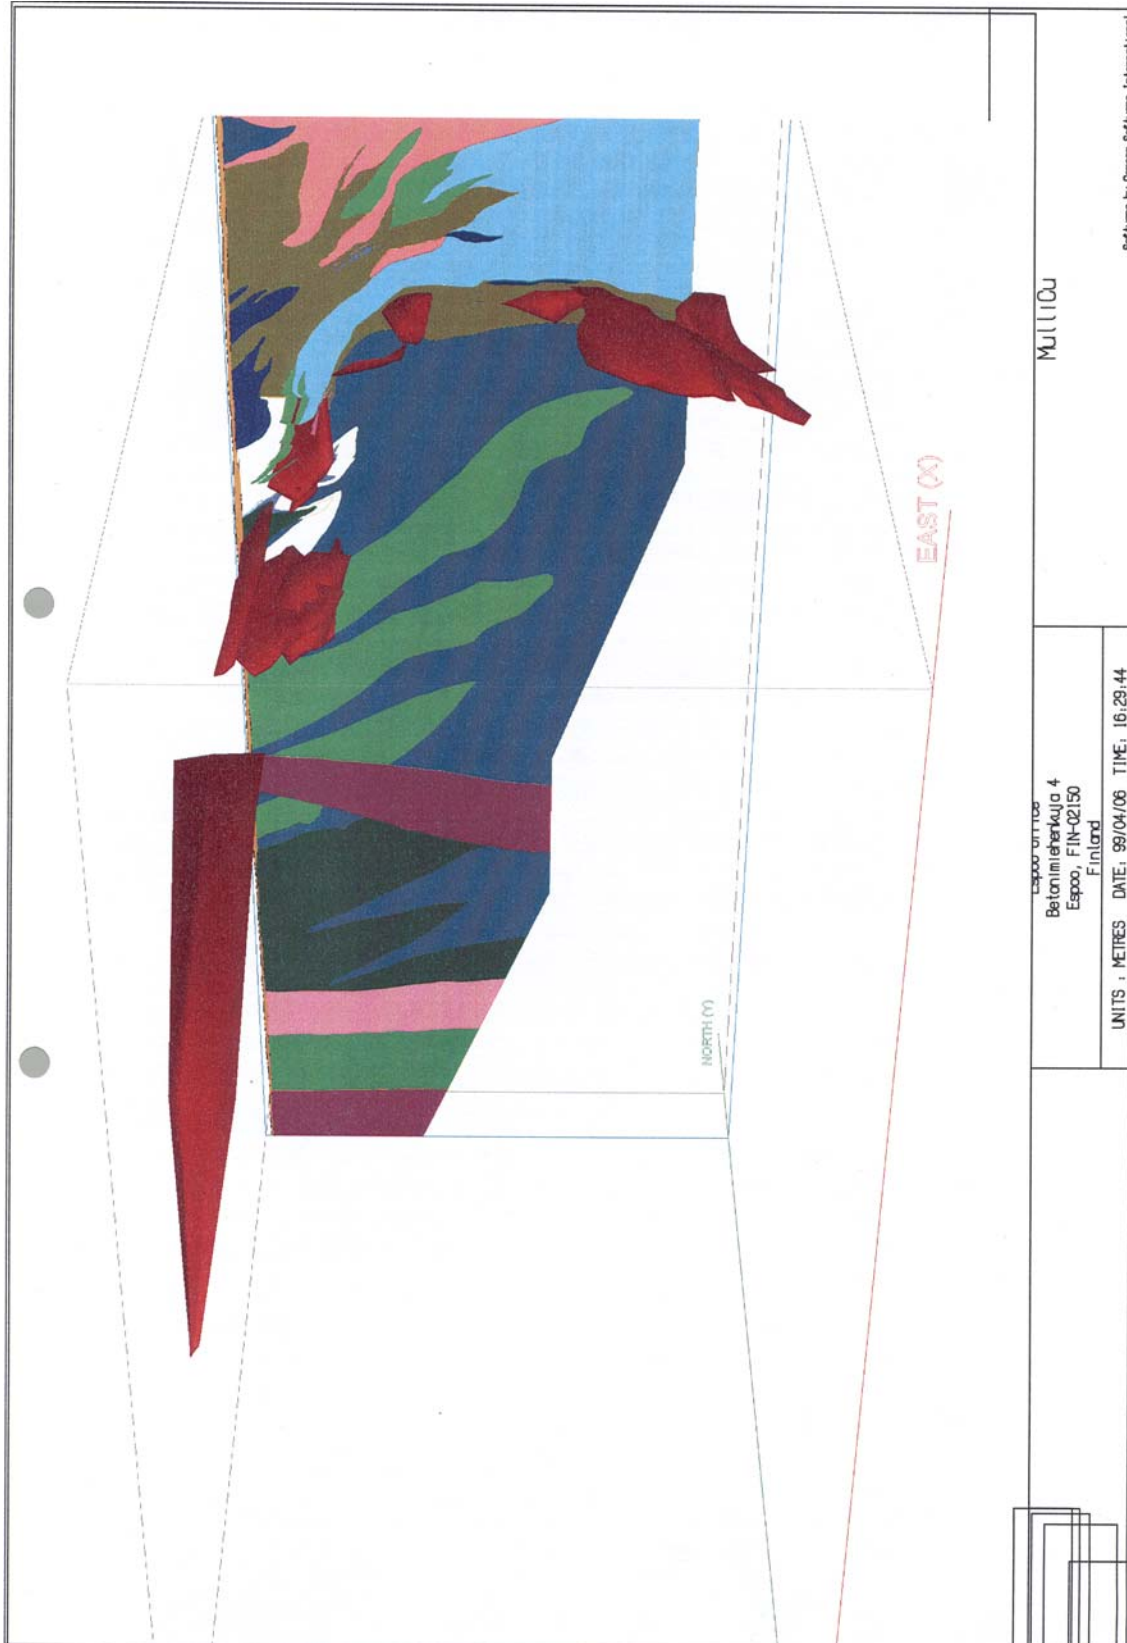 MulliCu
Espoo Office
Betonimiehenkuja 4
Espoo, FIN-02150
Finland
UNITS : METRES DATE: 99/04/06 TIME: 16:29:44
EAST (X)
NORTH (Y)